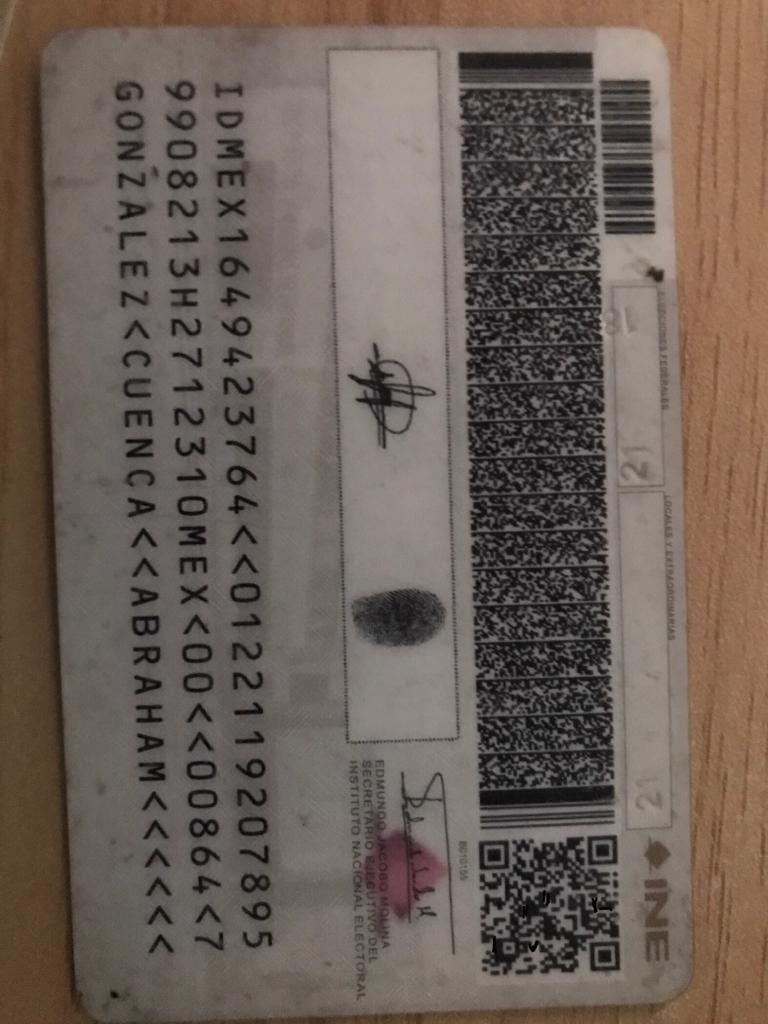 ELECCIONES FEDERALES
LOCALES Y EXTRAORDINARIAS
INE
18
21
21
EDMUNDO JACOBO MOLINA
SECRETARIO EJECUTIVO DEL
INSTITUTO NACIONAL ELECTORAL
IDMEX1649423764<<0122119207895
9908213H2712310MEX<00<<00864<7
GONZALEZ<CUENCA<<ABRAHAM<<<<<<